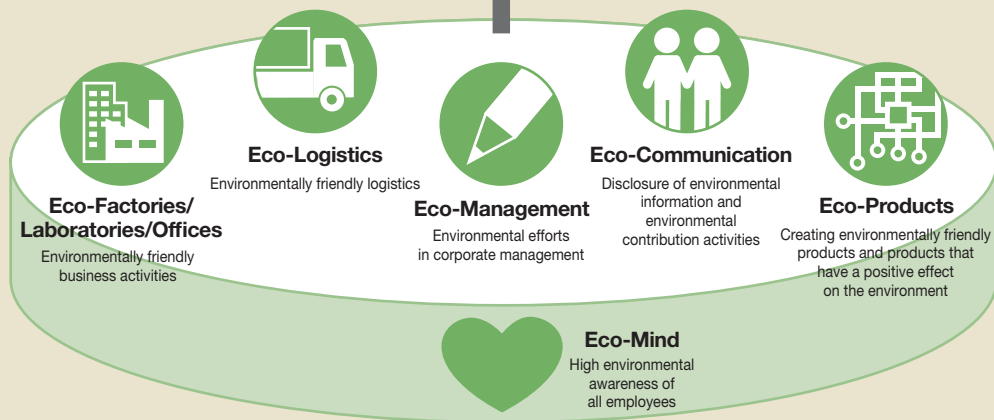 Eco-Factories/
Laboratories/Offices
Environmentally friendly
business activities
Eco-Logistics
Environmentally friendly logistics
Eco-Management
Environmental efforts
in corporate management
Eco-Communication
Disclosure of environmental
information and
environmental
contribution activities
Eco-Products
Creating environmentally friendly
products and products that
have a positive effect
on the environment
Eco-Mind
High environmental
awareness of
all employees